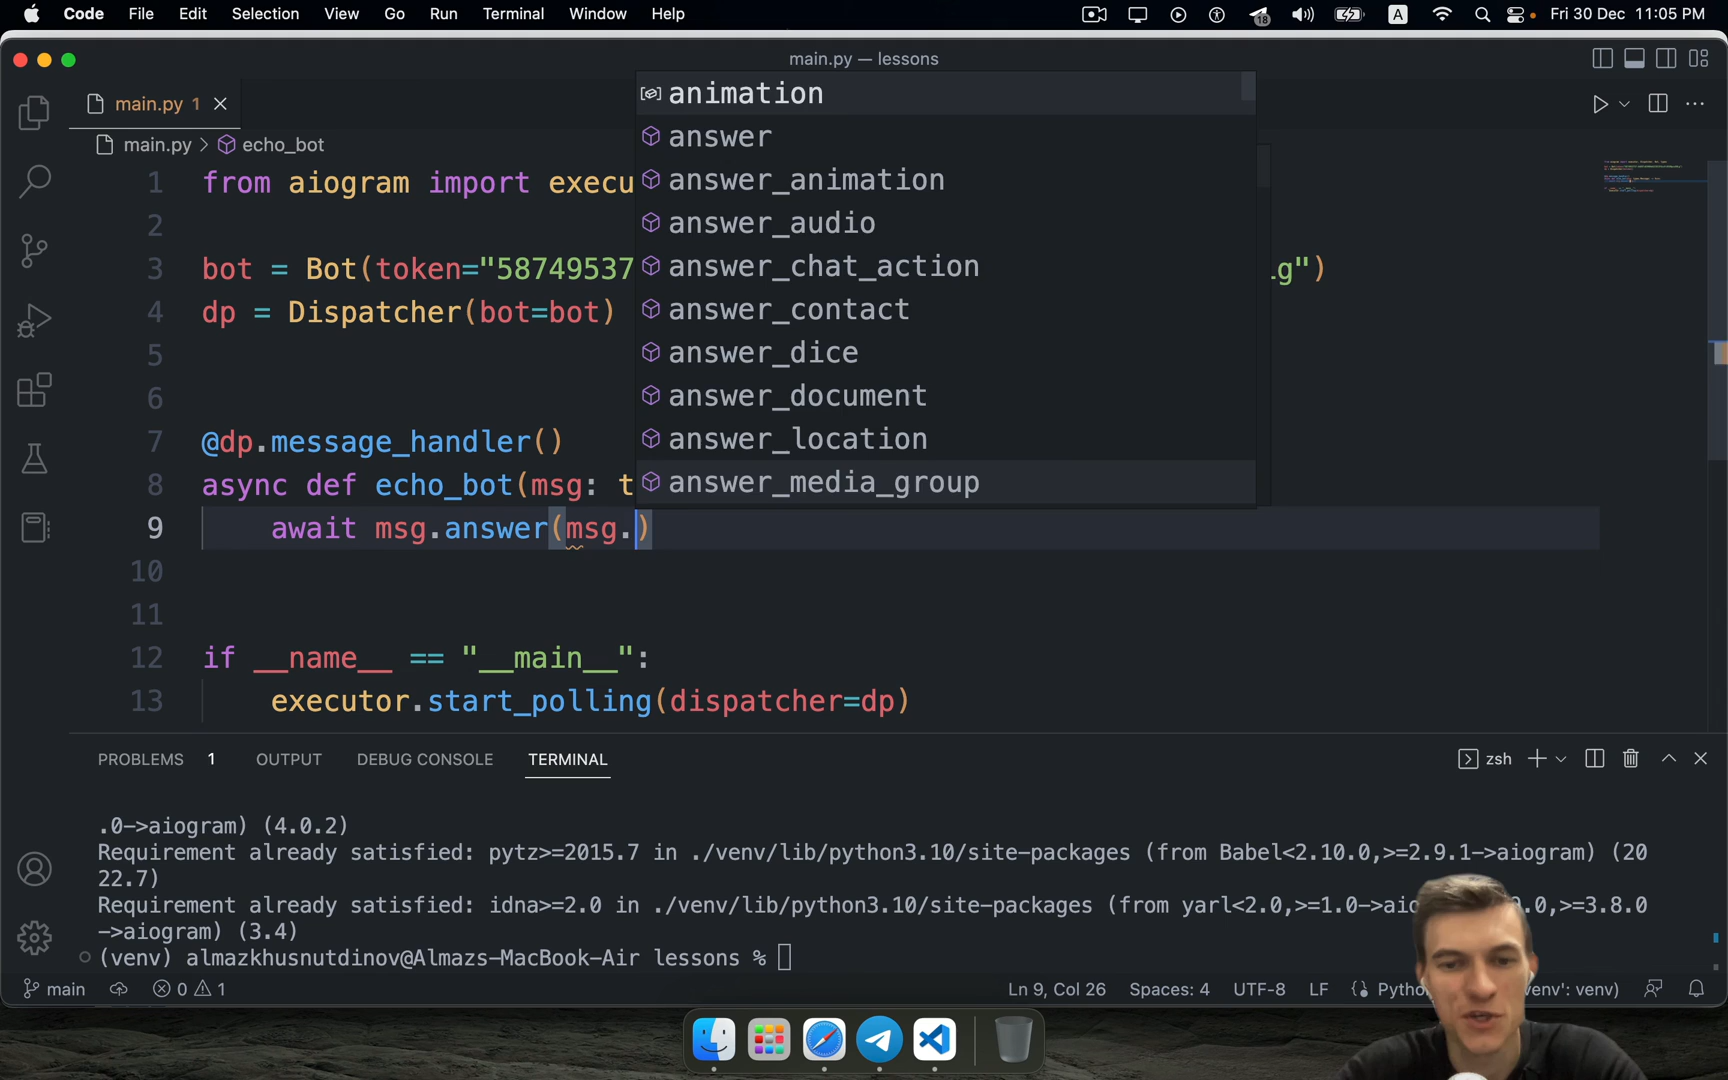 Code File Edit Selection View Go Run Terminal Window Help 18 A Fri 30 Dec 11:05 PM
main.py — lessons
main.py 1
main.py > echo_bot
1 from aiogram import execu
2
3 bot = Bot(token="58749537 g")
4 dp = Dispatcher(bot=bot)
5
6
7 @dp.message_handler()
8 async def echo_bot(msg: t
9 await msg.answer(msg.)
10
11
12 if __name__ == "__main__":
13 executor.start_polling(dispatcher=dp)
animation
answer
answer_animation
answer_audio
answer_chat_action
answer_contact
answer_dice
answer_document
answer_location
answer_media_group
PROBLEMS 1 OUTPUT DEBUG CONSOLE TERMINAL zsh
.0->aiogram) (4.0.2)
Requirement already satisfied: pytz>=2015.7 in ./venv/lib/python3.10/site-packages (from Babel<2.10.0,>=2.9.1->aiogram) (20
22.7)
Requirement already satisfied: idna>=2.0 in ./venv/lib/python3.10/site-packages (from yarl<2.0,>=1.0->aio .0,>=3.8.0
->aiogram) (3.4)
(venv) almazkhusnutdinov@Almazs-MacBook-Air lessons %
main 0 1 Ln 9, Col 26 Spaces: 4 UTF-8 LF Pytho env': venv)